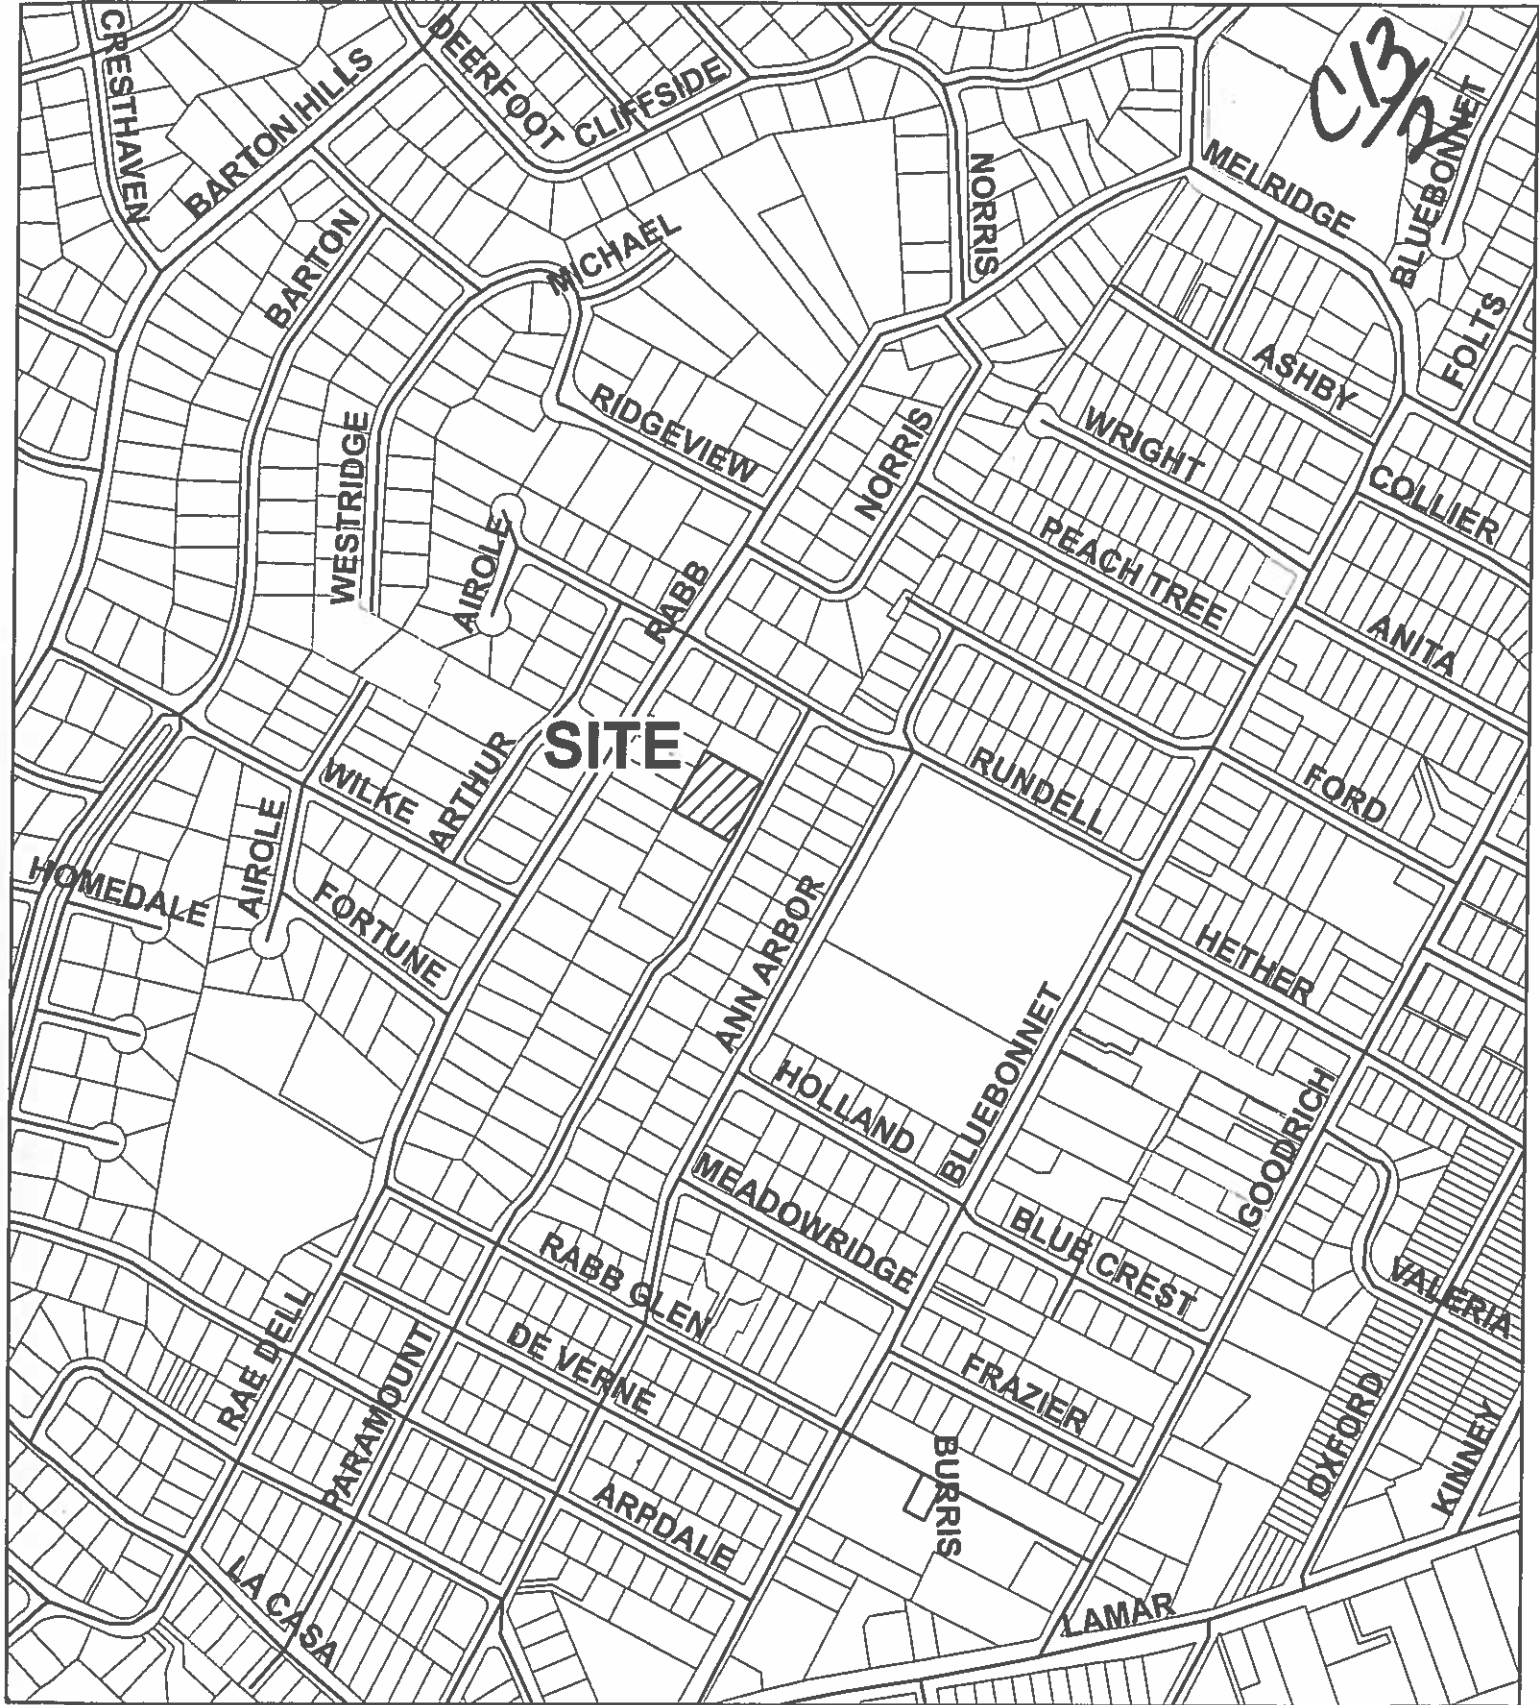 CRESTHAVEN
DEERFOOT
CLIFFSIDE
BARTON HILLS
C13/2
BLUEBONNET
MELRIDGE
NORRIS
BARTON
MICHAEL
FOLTS
ASHBY
RIDGEVIEW
WRIGHT
NORRIS
WESTRIDGE
COLLIER
PEACH TREE
AIROLE
RABB
ANITA
SITE
RUNDELL
FORD
WILKE
ARTHUR
AIROLE
HOMEDALE
FORTUNE
ANN ARBOR
HETHER
BLUEBONNET
HOLLAND
GOODRICH
MEADOWRIDGE
BLUE CREST
VALERIA
RABB GLEN
RAE DELL
PARAMOUNT
DE VERNE
FRAZIER
OXFORD
KINNEY
BURRIS
ARPDALE
LA CASA
LAMAR